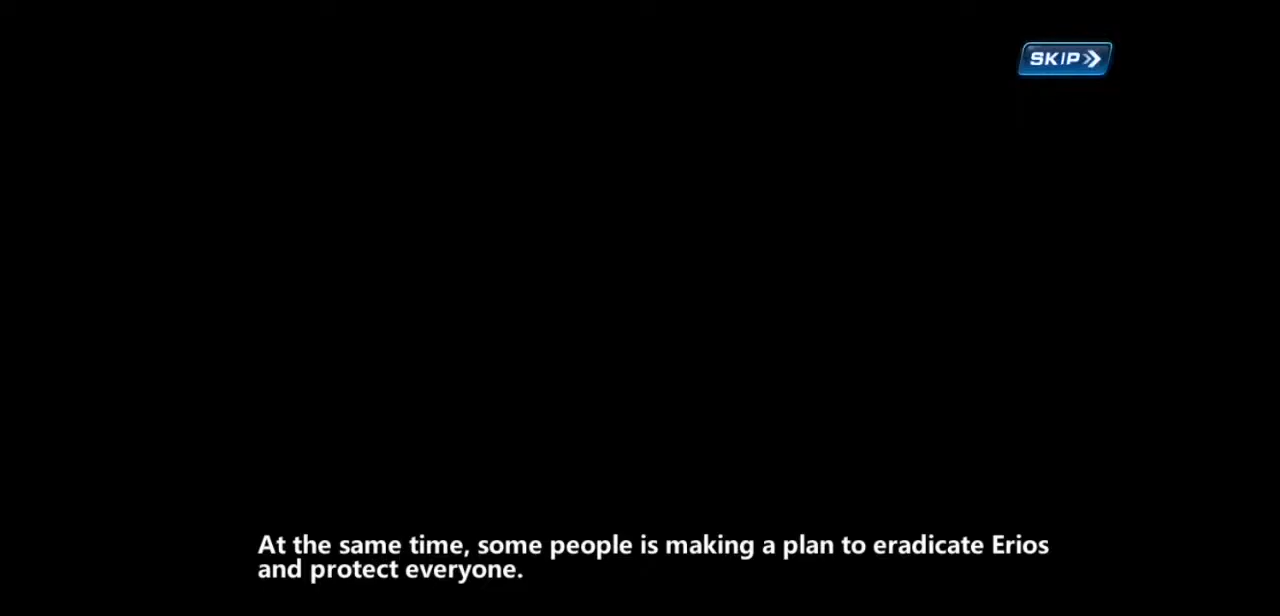 SKIP
At the same time, some people is making a plan to eradicate Erios
and protect everyone.